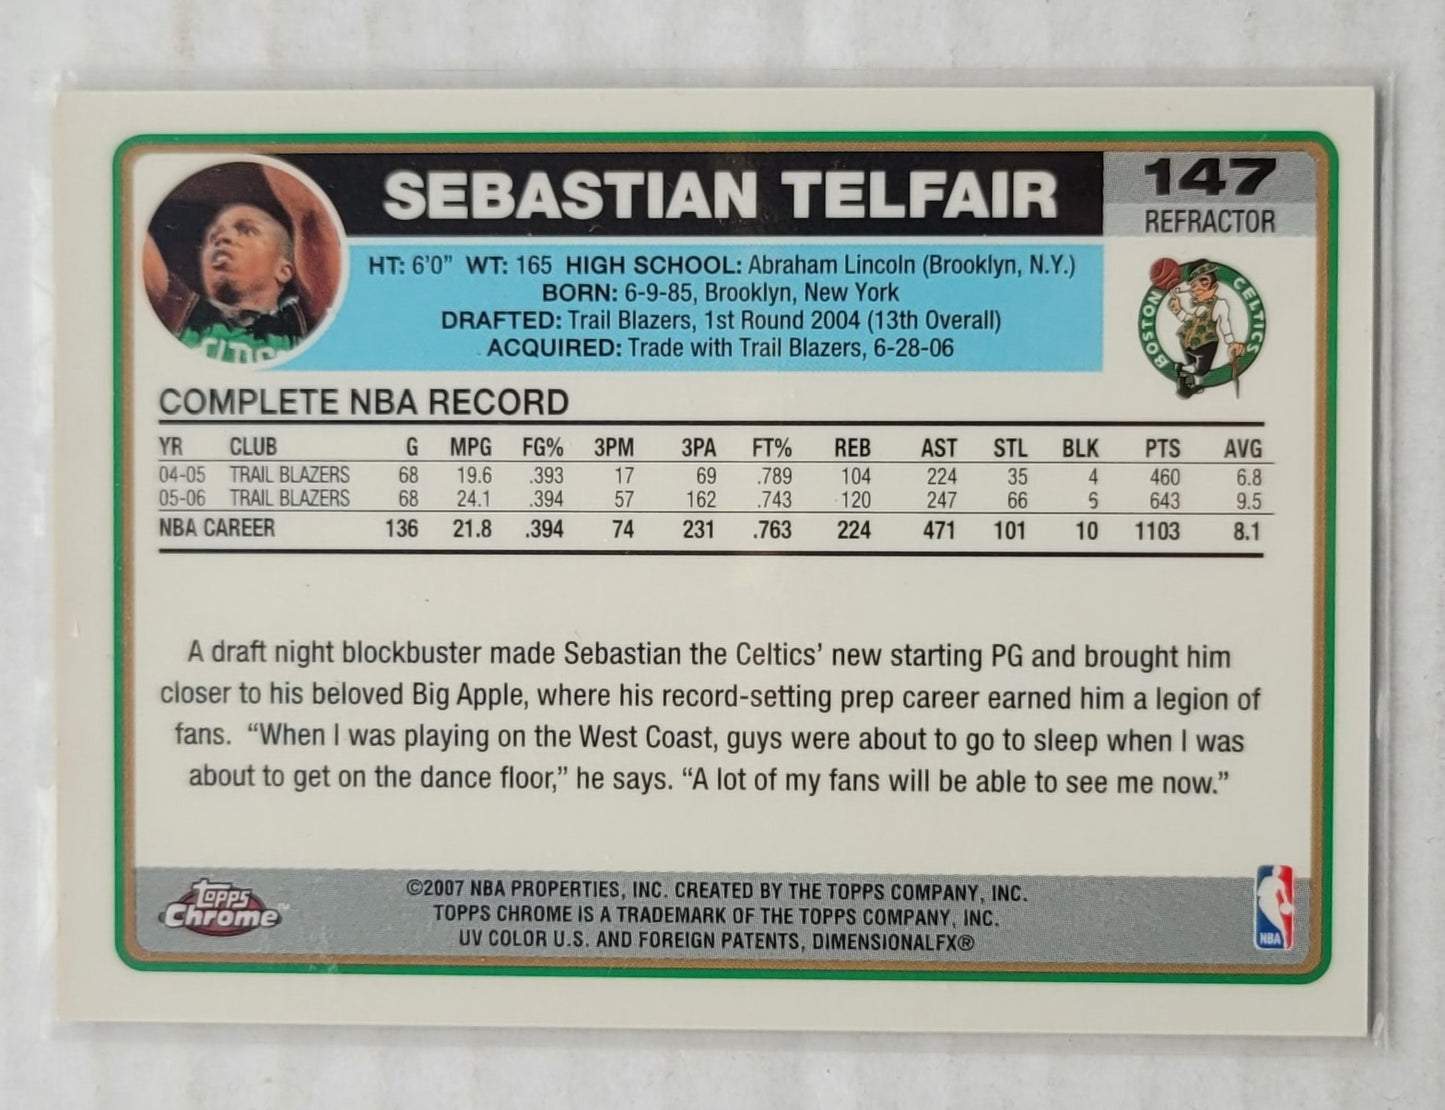 SEBASTIAN TELFAIR
147
REFRACTOR
HT: 6'0" WT: 165 HIGH SCHOOL: Abraham Lincoln (Brooklyn, N.Y.)
BORN: 6-9-85, Brooklyn, New York
DRAFTED: Trail Blazers, 1st Round 2004 (13th Overall)
ACQUIRED: Trade with Trail Blazers, 6-28-06
BOSTON CELTICS
COMPLETE NBA RECORD
YR CLUB G MPG FG% 3PM 3PA FT% REB AST STL BLK PTS AVG
04-05 TRAIL BLAZERS 68 19.6 .393 17 69 .789 104 224 35 4 460 6.8
05-06 TRAIL BLAZERS 68 24.1 .394 57 162 .743 120 247 66 6 643 9.5
NBA CAREER 136 21.8 .394 74 231 .763 224 471 101 10 1103 8.1
A draft night blockbuster made Sebastian the Celtics' new starting PG and brought him
closer to his beloved Big Apple, where his record-setting prep career earned him a legion of
fans. "When I was playing on the West Coast, guys were about to go to sleep when I was
about to get on the dance floor," he says. "A lot of my fans will be able to see me now."
Topps
Chrome™
©2007 NBA PROPERTIES, INC. CREATED BY THE TOPPS COMPANY, INC.
TOPPS CHROME IS A TRADEMARK OF THE TOPPS COMPANY, INC.
UV COLOR U.S. AND FOREIGN PATENTS, DIMENSIONALFX®
NBA